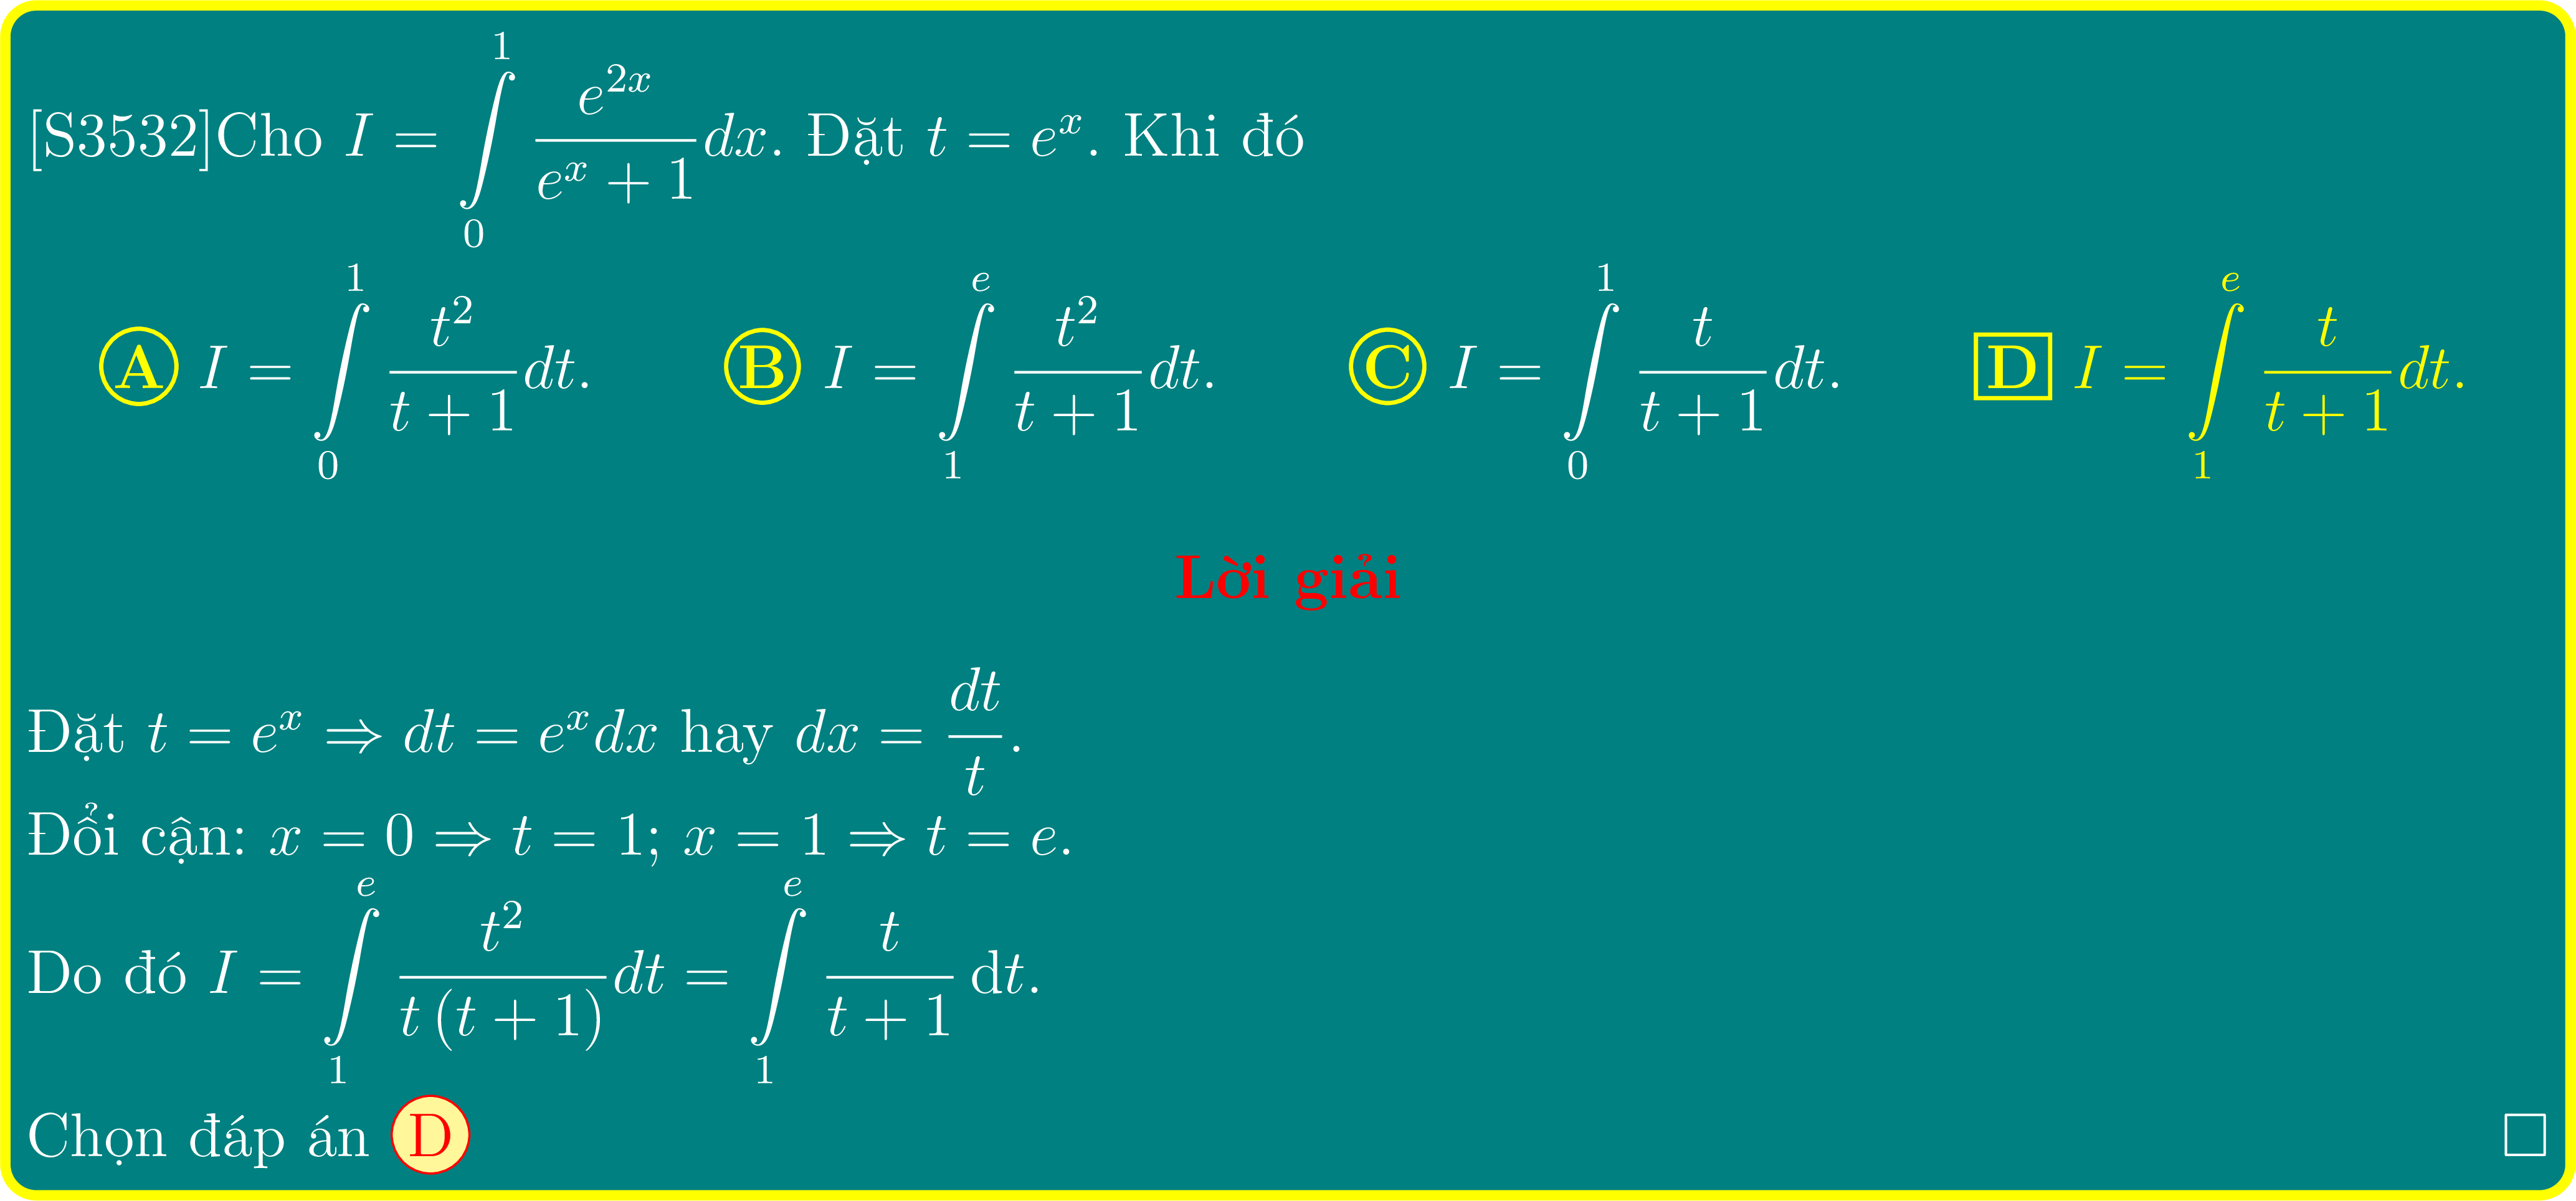 [S3532]Cho $I = \int\limits_0^1 \frac{e^{2x}}{e^x + 1}dx$. Đặt $t = e^x$. Khi đó
A $I = \int\limits_0^1 \frac{t^2}{t + 1}dt.$ B $I = \int\limits_1^e \frac{t^2}{t + 1}dt.$ C $I = \int\limits_0^1 \frac{t}{t + 1}dt.$ D $I = \int\limits_1^e \frac{t}{t + 1}dt.$
Lời giải
Đặt $t = e^x \Rightarrow dt = e^x dx$ hay $dx = \frac{dt}{t}$.
Đổi cận: $x = 0 \Rightarrow t = 1$; $x = 1 \Rightarrow t = e$.
Do đó $I = \int\limits_1^e \frac{t^2}{t\,(t + 1)}dt = \int\limits_1^e \frac{t}{t + 1}\,\mathrm{d}t.$
Chọn đáp án D □